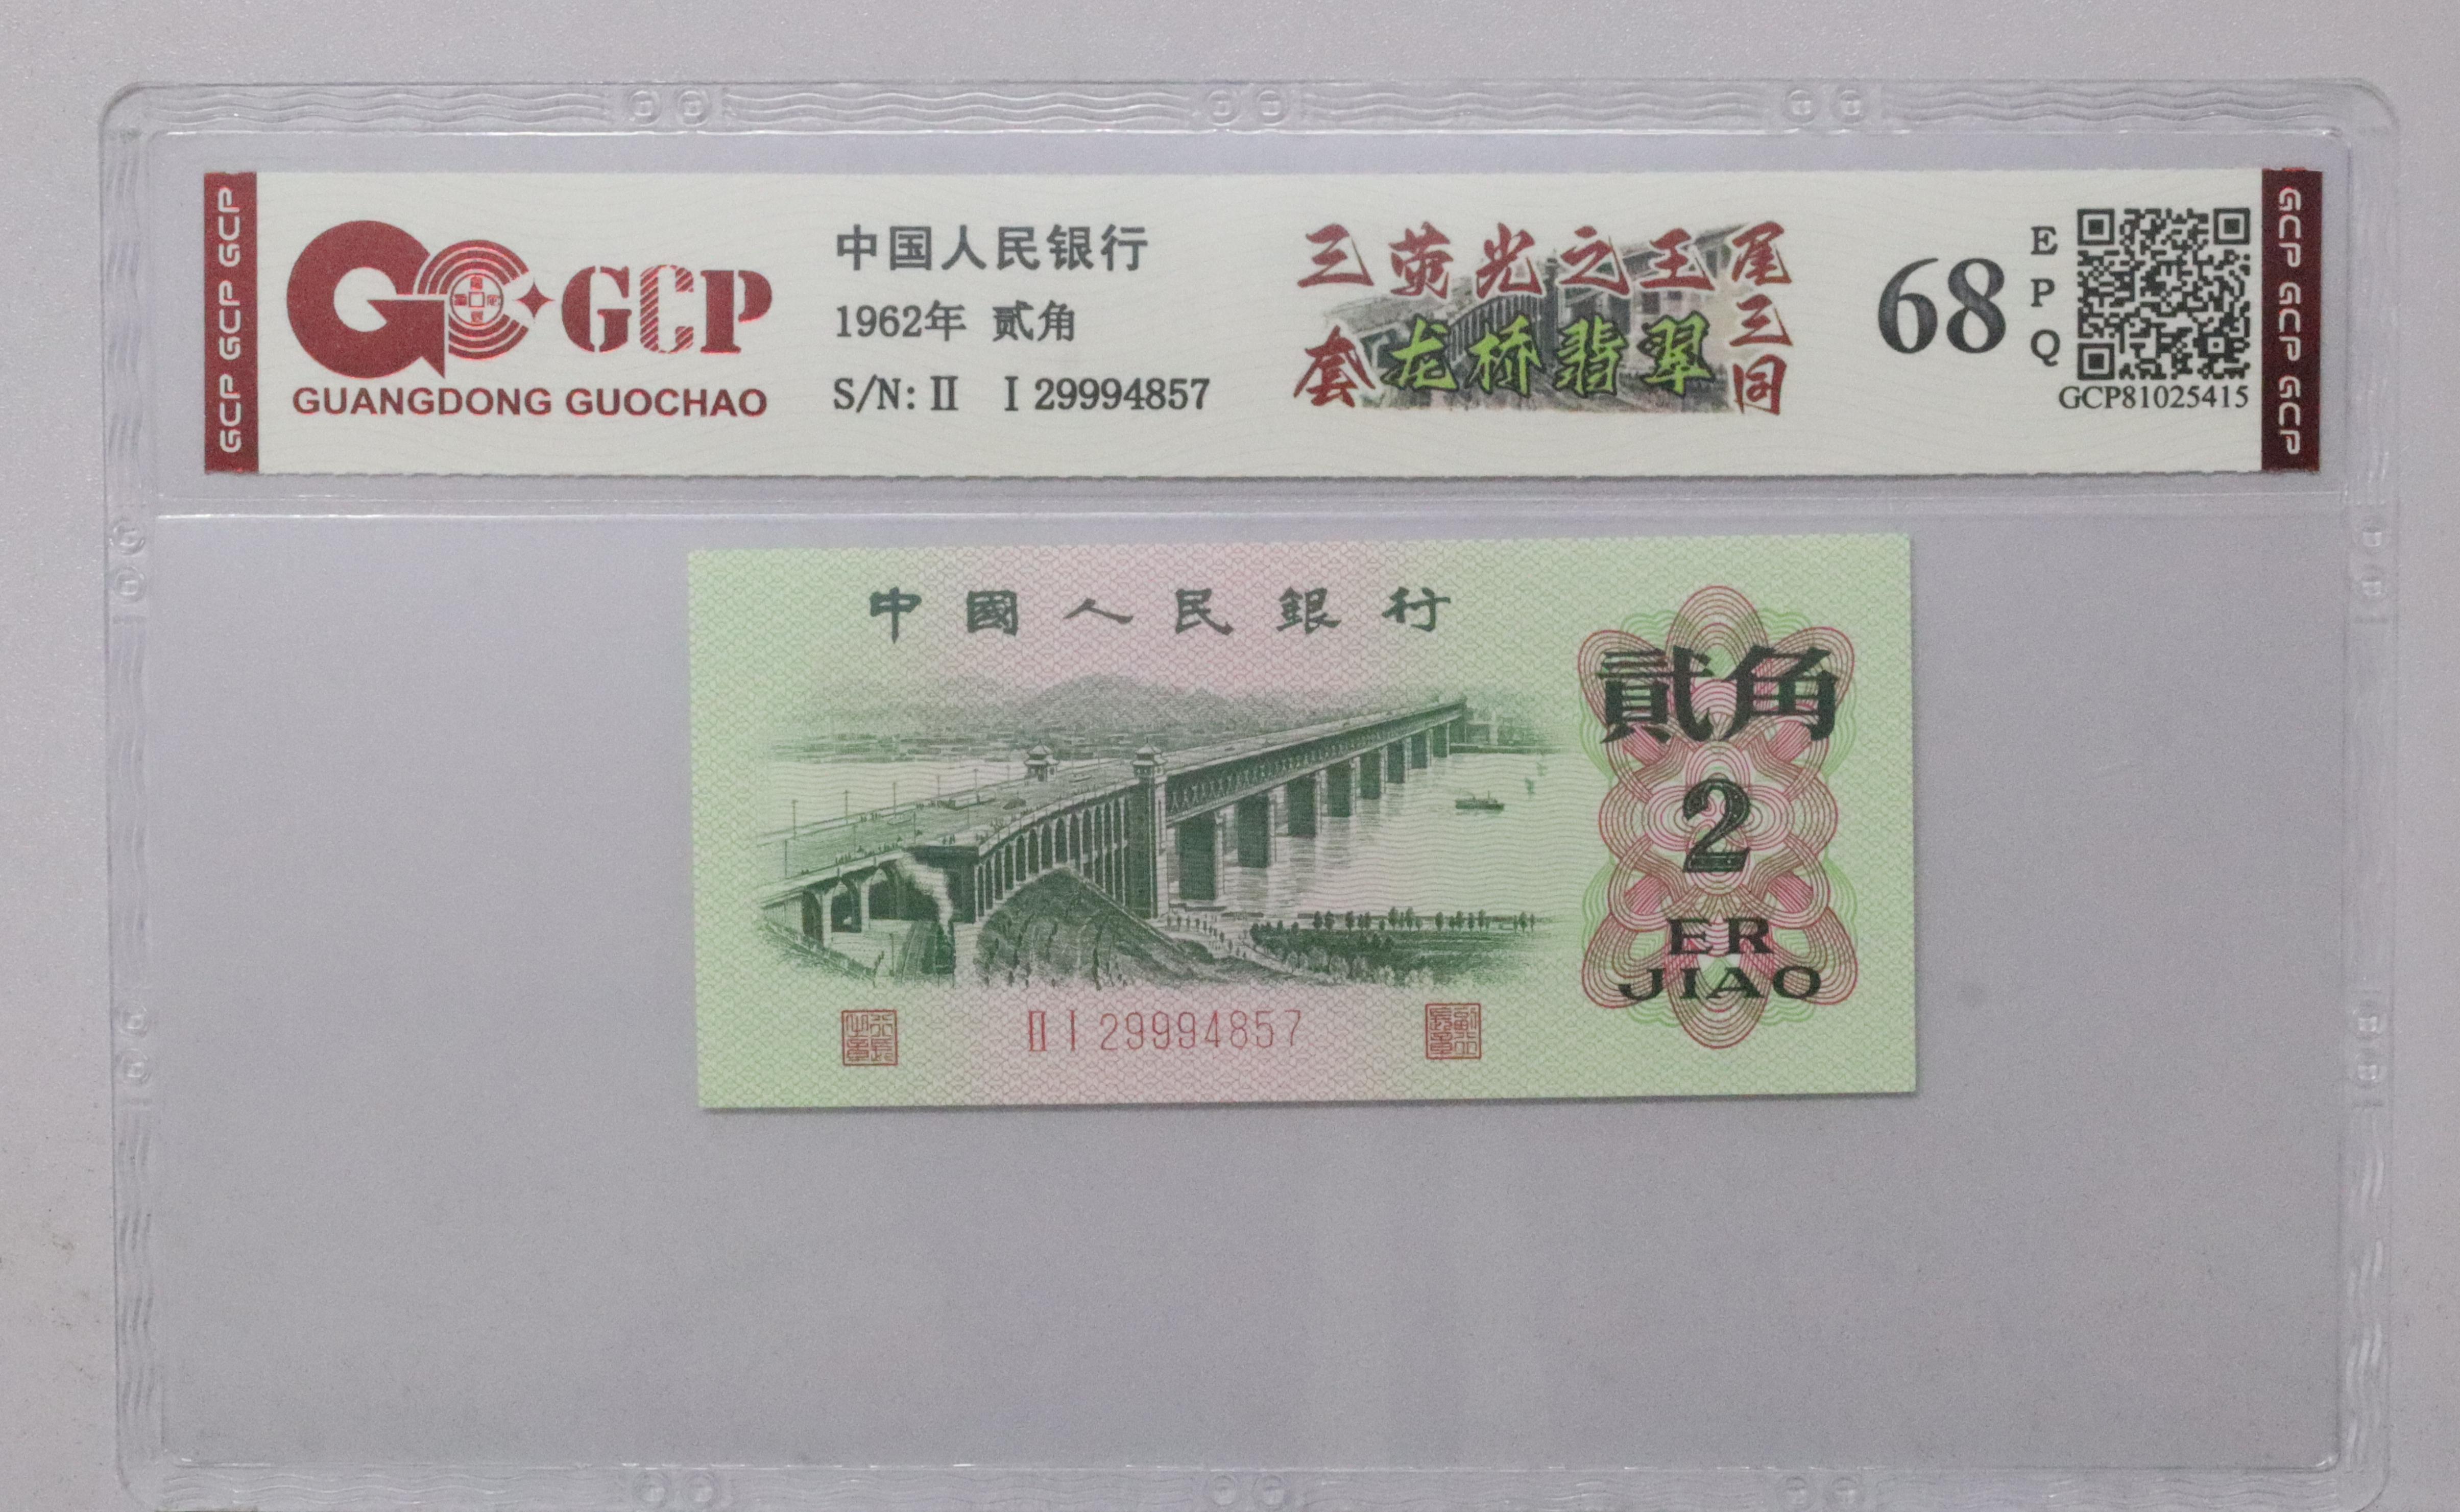 GCP GCP GCP
GCP
GUANGDONG GUOCHAO
中国人民银行
1962年 贰角
S/N: II I 29994857
三荧光之王
套龙桥翡翠
尾三同
68
EPQ
GCP81025415
GCP GCP GCP
中國人民銀行
貳角
2
ER
JIAO
II I 29994857